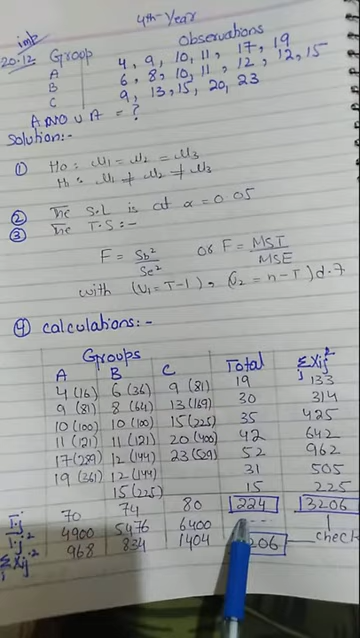 4th-Year
imp
Observations
20.12 Group
A 4, 9, 10, 11, 17, 19
B 6, 8, 10, 11, 12, 12, 15
C 9, 13, 15, 20, 23
ANOVA = ?
Solution:-
① H₀: μ₁ = μ₂ = μ₃
H₁: μ₁ ≠ μ₂ ≠ μ₃
② The S.L is at α = 0.05
③ The T.S:-
F = Sb²/Se² or F = MST/MSE
with (υ₁ = T-1), (υ₂ = n-T) d.f
④ calculations:-
Groups Total ΣXij²
A B C
4 (16) 6 (36) 9 (81) 19 133
9 (81) 8 (64) 13 (169) 30 314
10 (100) 10 (100) 15 (225) 35 425
11 (121) 11 (121) 20 (400) 42 642
17 (289) 12 (144) 23 (529) 52 962
19 (361) 12 (144) 31 505
15 (225) 15 225
T.j 70 74 80 224 3206
T.j² 4900 5476 6400 ----
ΣXij² 968 834 1404 3206 check